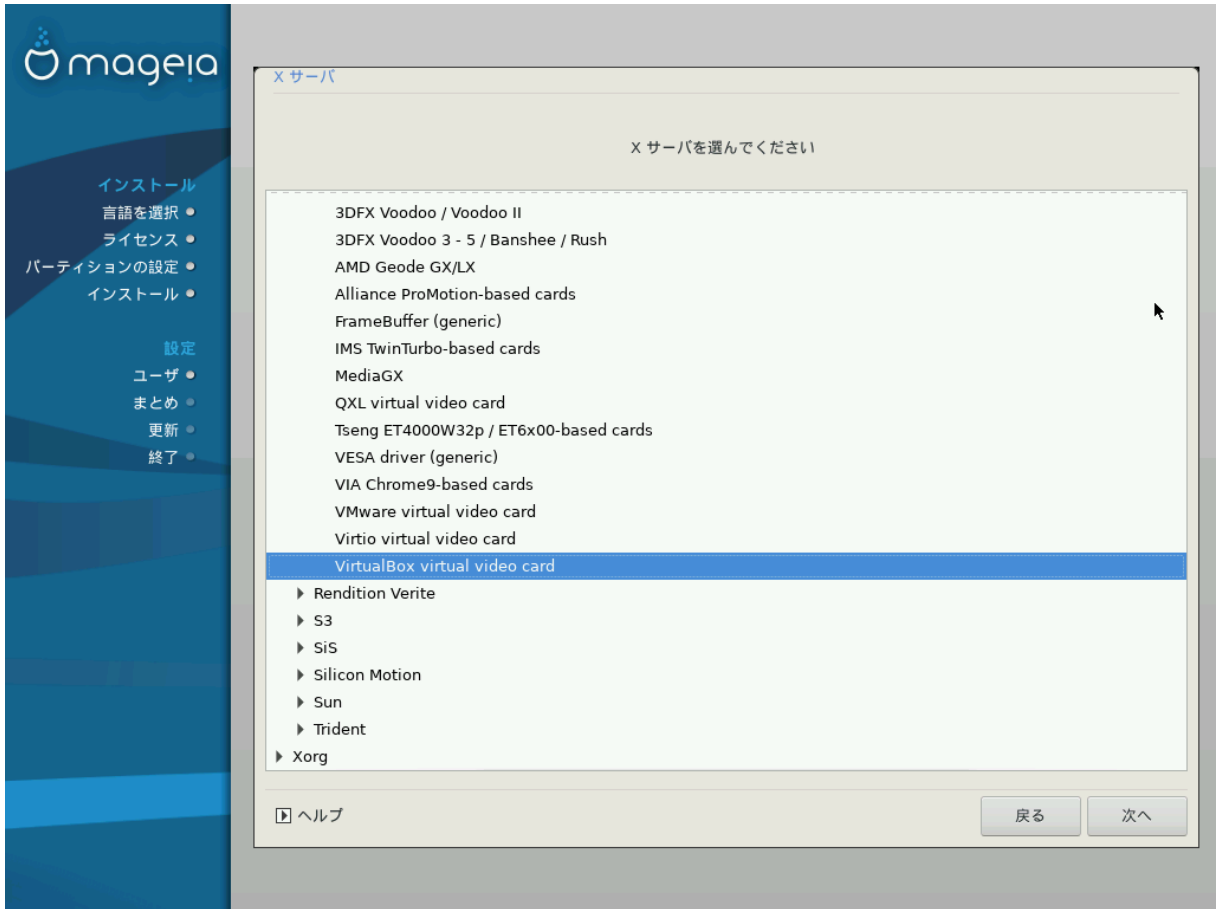 mageia
インストール
言語を選択
ライセンス
パーティションの設定
インストール
設定
ユーザ
まとめ
更新
終了
X サーバ
X サーバを選んでください
3DFX Voodoo / Voodoo II
3DFX Voodoo 3 - 5 / Banshee / Rush
AMD Geode GX/LX
Alliance ProMotion-based cards
FrameBuffer (generic)
IMS TwinTurbo-based cards
MediaGX
QXL virtual video card
Tseng ET4000W32p / ET6x00-based cards
VESA driver (generic)
VIA Chrome9-based cards
VMware virtual video card
Virtio virtual video card
VirtualBox virtual video card
Rendition Verite
S3
SiS
Silicon Motion
Sun
Trident
Xorg
ヘルプ
戻る
次へ